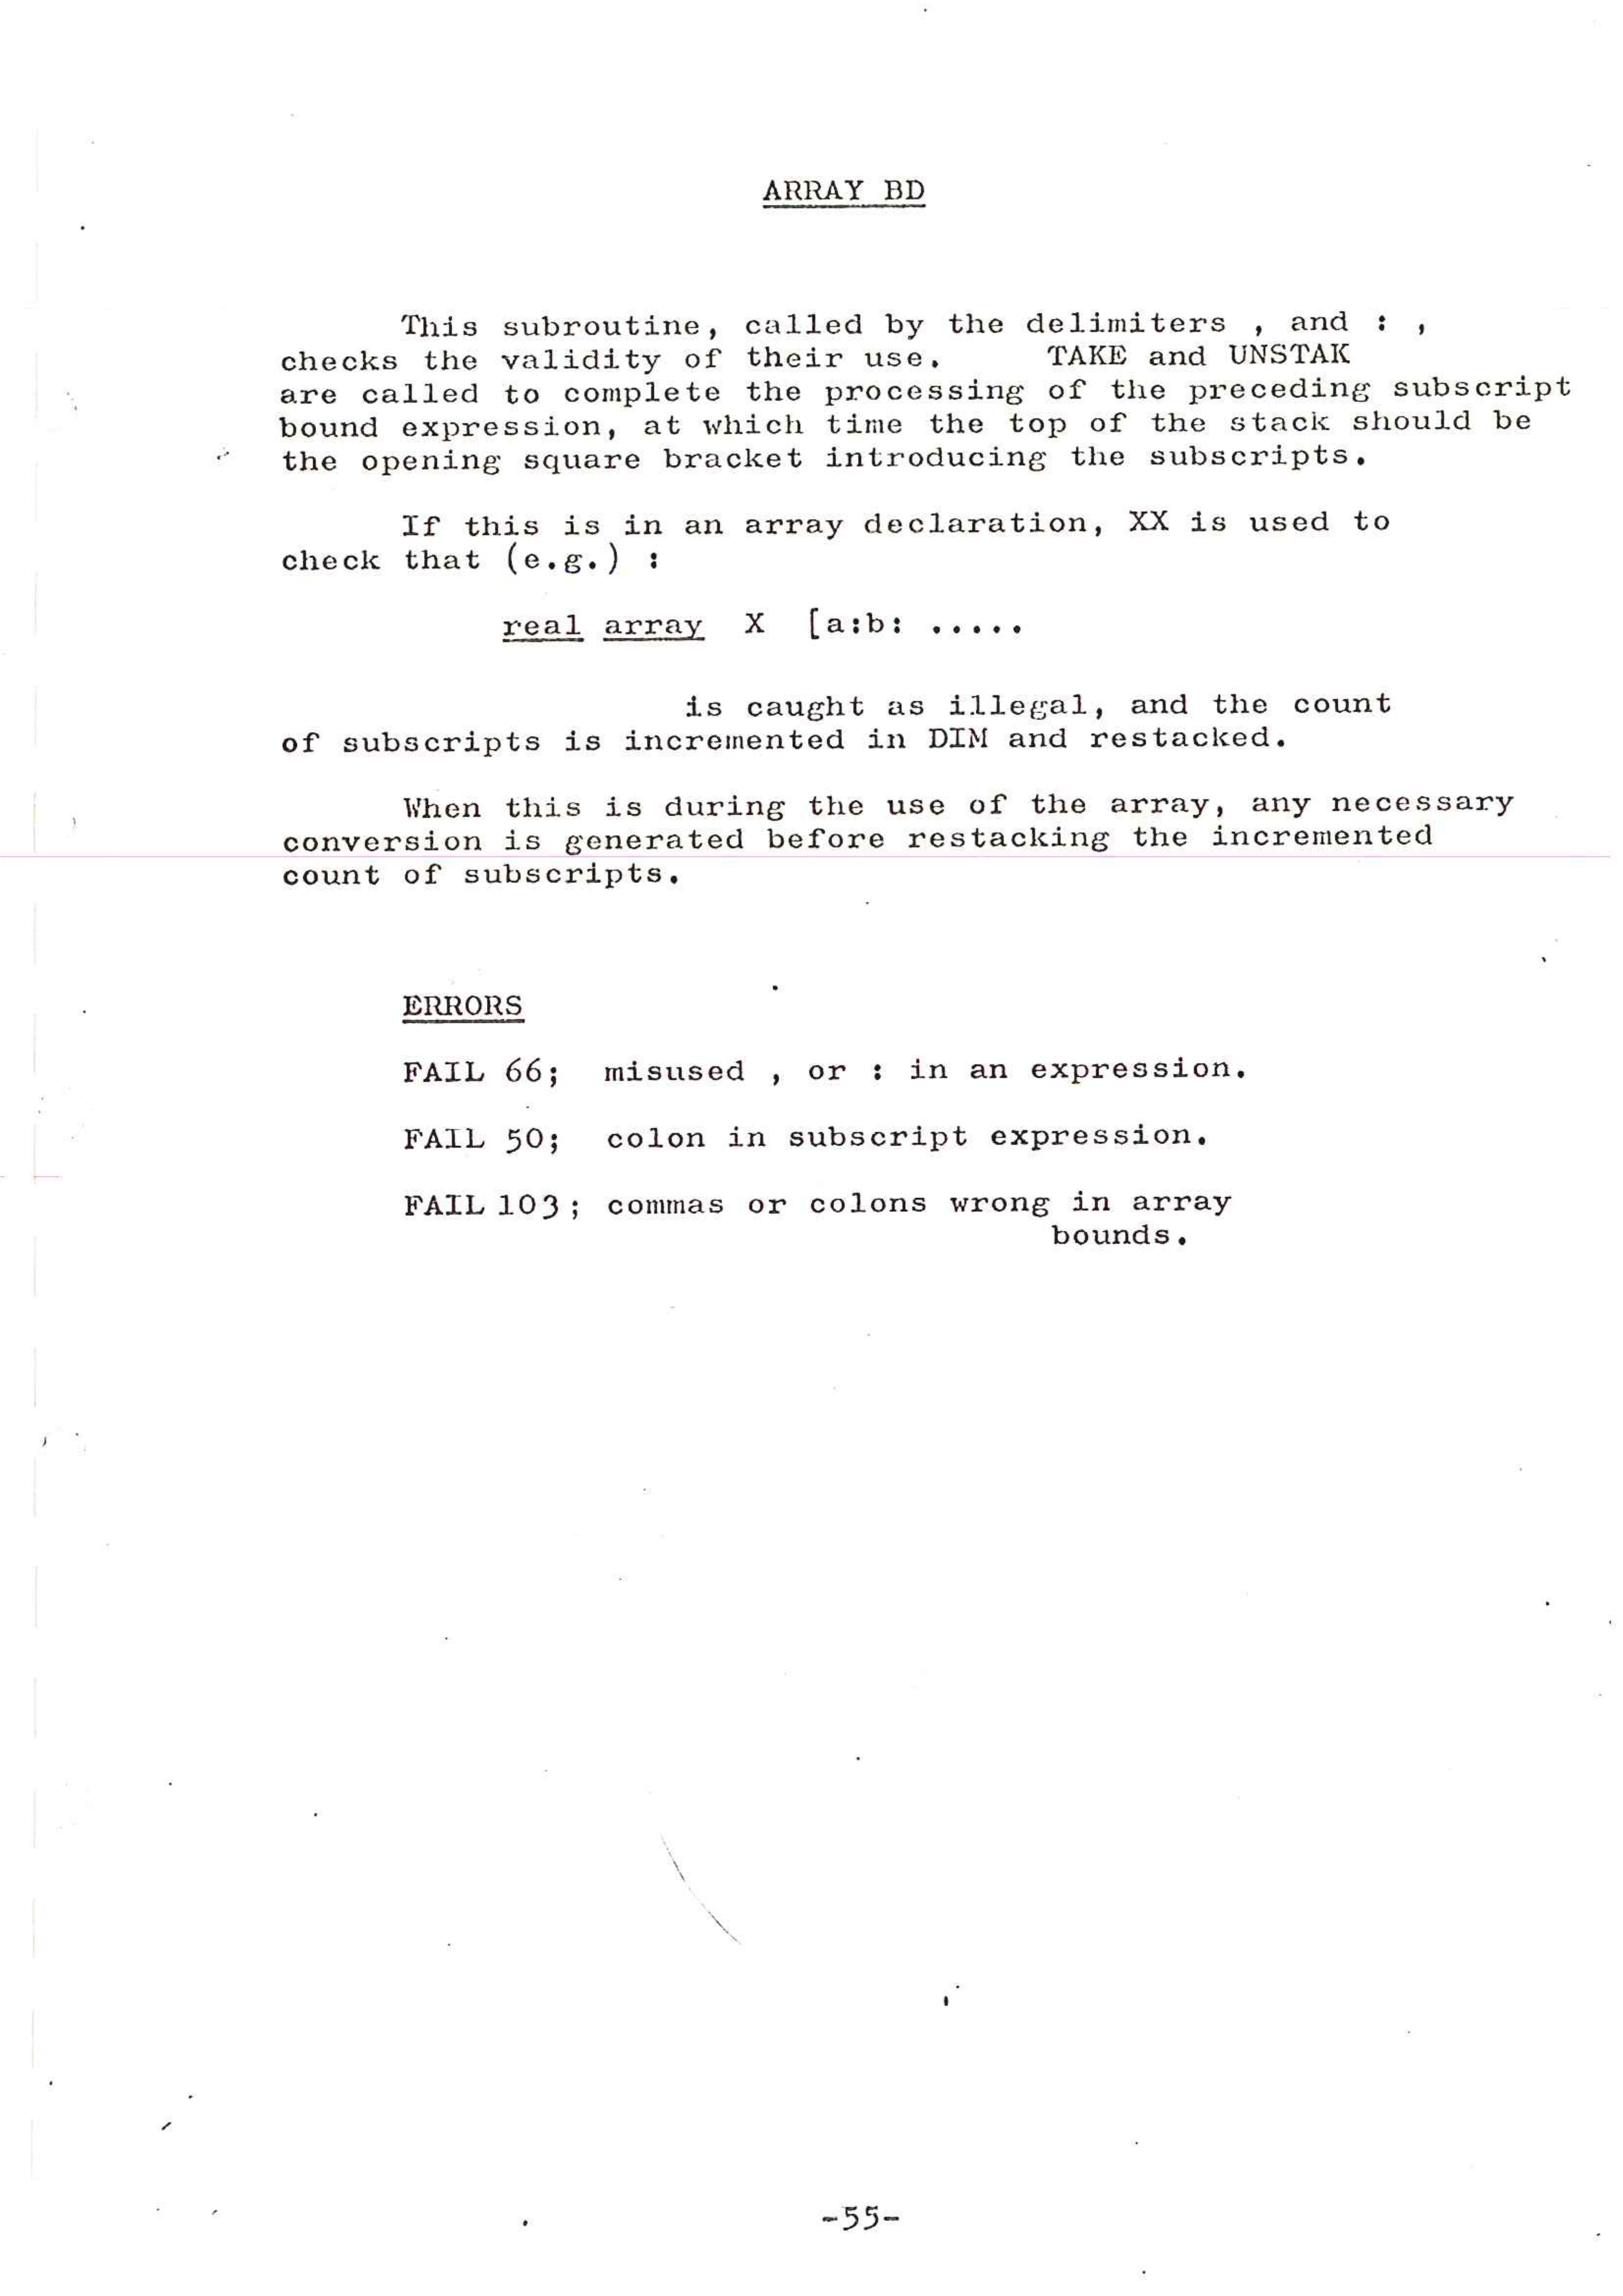 ARRAY BD
This subroutine, called by the delimiters , and : ,
checks the validity of their use. TAKE and UNSTAK
are called to complete the processing of the preceding subscript
bound expression, at which time the top of the stack should be
the opening square bracket introducing the subscripts.
If this is in an array declaration, XX is used to
check that (e.g.) :
real array X [a:b: .....
is caught as illegal, and the count
of subscripts is incremented in DIM and restacked.
When this is during the use of the array, any necessary
conversion is generated before restacking the incremented
count of subscripts.
ERRORS
FAIL 66; misused , or : in an expression.
FAIL 50; colon in subscript expression.
FAIL 103; commas or colons wrong in array
bounds.
-55-